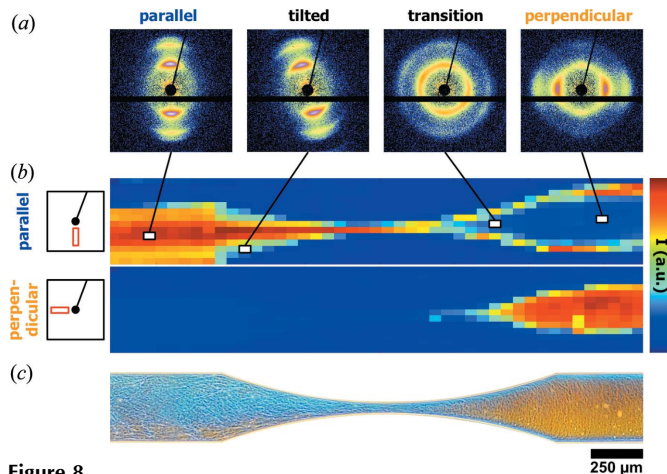 (a)
parallel
tilted
transition
perpendicular
(b)
parallel
I (a.u.)
perpen-
dicular
(c)
Figure 8
250 µm